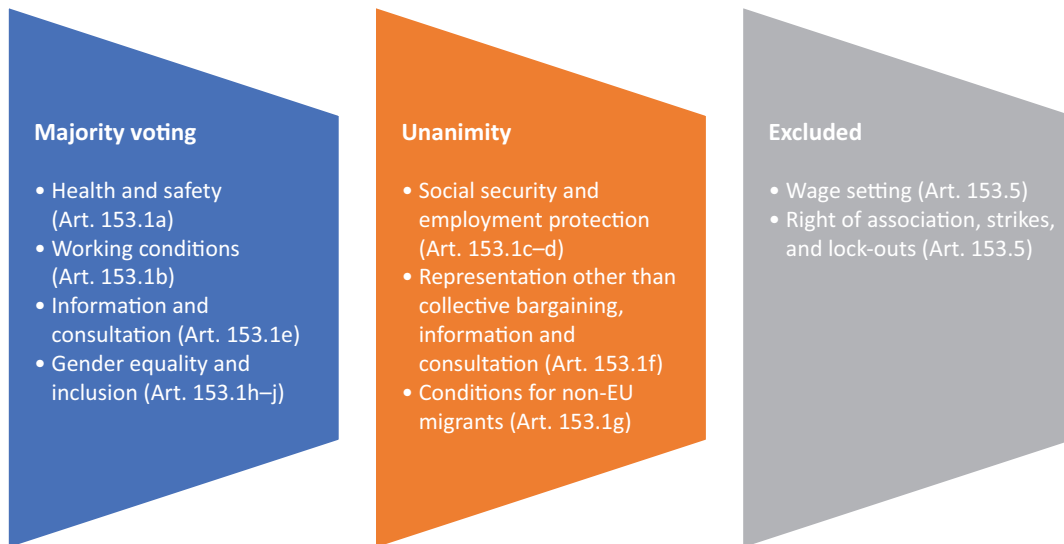 Majority voting
• Health and safety
(Art. 153.1a)
• Working conditions
(Art. 153.1b)
• Information and
consultation (Art. 153.1e)
• Gender equality and
inclusion (Art. 153.1h–j)
Unanimity
• Social security and
employment protection
(Art. 153.1c–d)
• Representation other than
collective bargaining,
information and
consultation (Art. 153.1f)
• Conditions for non-EU
migrants (Art. 153.1g)
Excluded
• Wage setting (Art. 153.5)
• Right of association, strikes,
and lock-outs (Art. 153.5)